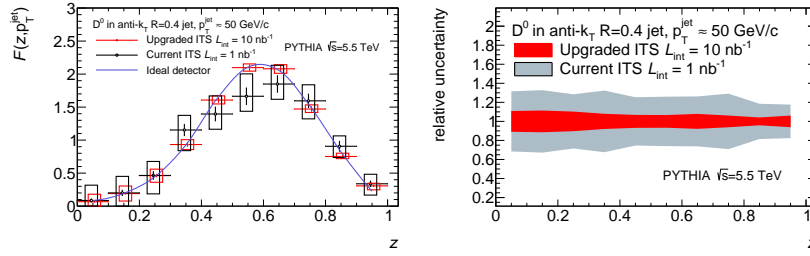 F(z,p_T^jet)
D⁰ in anti-k_T R=0.4 jet, p_T^jet ≈ 50 GeV/c
Upgraded ITS L_int = 10 nb⁻¹
Current ITS L_int = 1 nb⁻¹
Ideal detector
PYTHIA √s=5.5 TeV
3
2.5
2
1.5
1
0.5
0
0 0.2 0.4 0.6 0.8 1
z
relative uncertainty
D⁰ in anti-k_T R=0.4 jet, p_T^jet ≈ 50 GeV/c
Upgraded ITS L_int = 10 nb⁻¹
Current ITS L_int = 1 nb⁻¹
PYTHIA √s=5.5 TeV
2
1.8
1.6
1.4
1.2
1
0.8
0.6
0.4
0.2
0 0.2 0.4 0.6 0.8 1
z